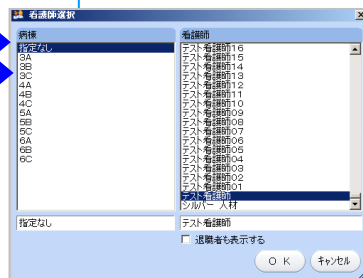 看護師選択
病棟
指定なし
3A
3B
3C
4A
4B
4C
5A
5B
5C
6A
6B
6C
指定なし
看護師
テスト看護師16
テスト看護師15
テスト看護師14
テスト看護師13
テスト看護師12
テスト看護師11
テスト看護師10
テスト看護師09
テスト看護師08
テスト看護師07
テスト看護師06
テスト看護師05
テスト看護師04
テスト看護師03
テスト看護師02
テスト看護師01
テスト看護師
シルバー 人材
テスト看護師
退職者も表示する
OK
キャンセル